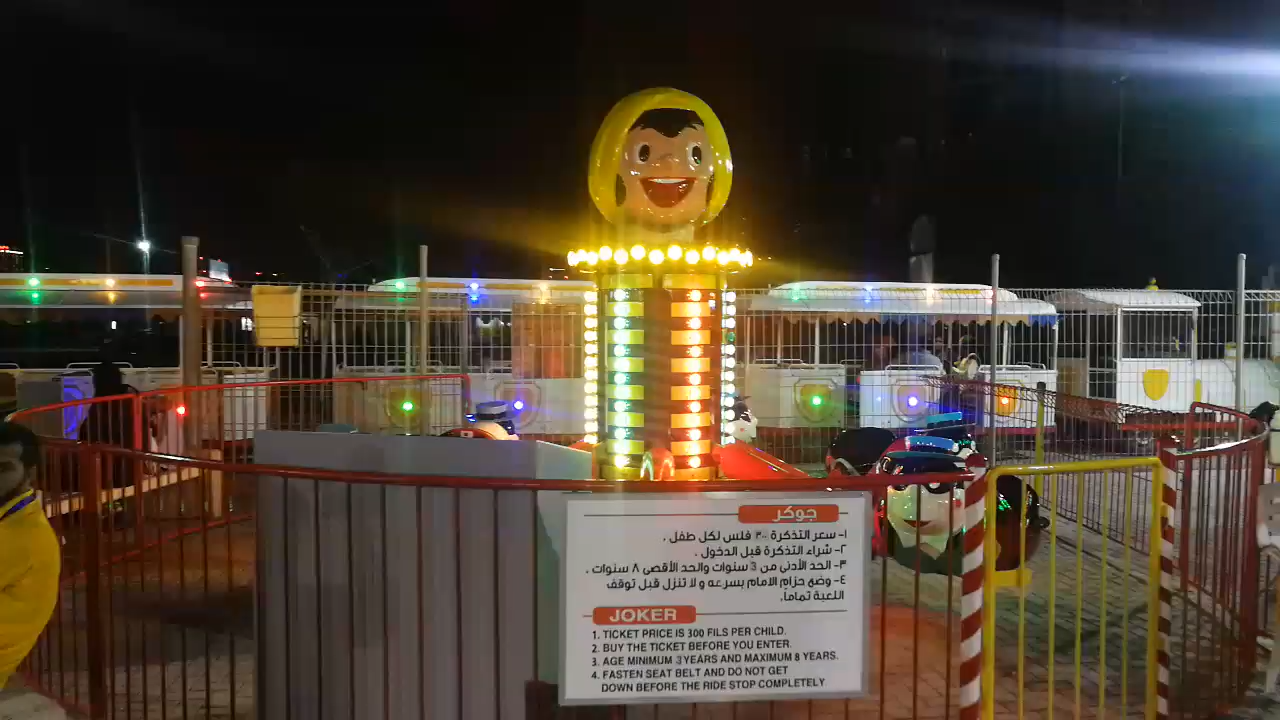 جوكر
١- سعر التذكرة ٣٠٠ فلس لكل طفل .
٢- شراء التذكرة قبل الدخول .
٣- الحد الأدنى من 3 سنوات والحد الأقصى ٨ سنوات .
٤- وضع حزام الامام بسرعه و لا تنزل قبل توقف
اللعبة تماماً.
JOKER
1. TICKET PRICE IS 300 FILS PER CHILD.
2. BUY THE TICKET BEFORE YOU ENTER.
3. AGE MINIMUM 3 YEARS AND MAXIMUM 8 YEARS.
4. FASTEN SEAT BELT AND DO NOT GET
DOWN BEFORE THE RIDE STOP COMPLETELY